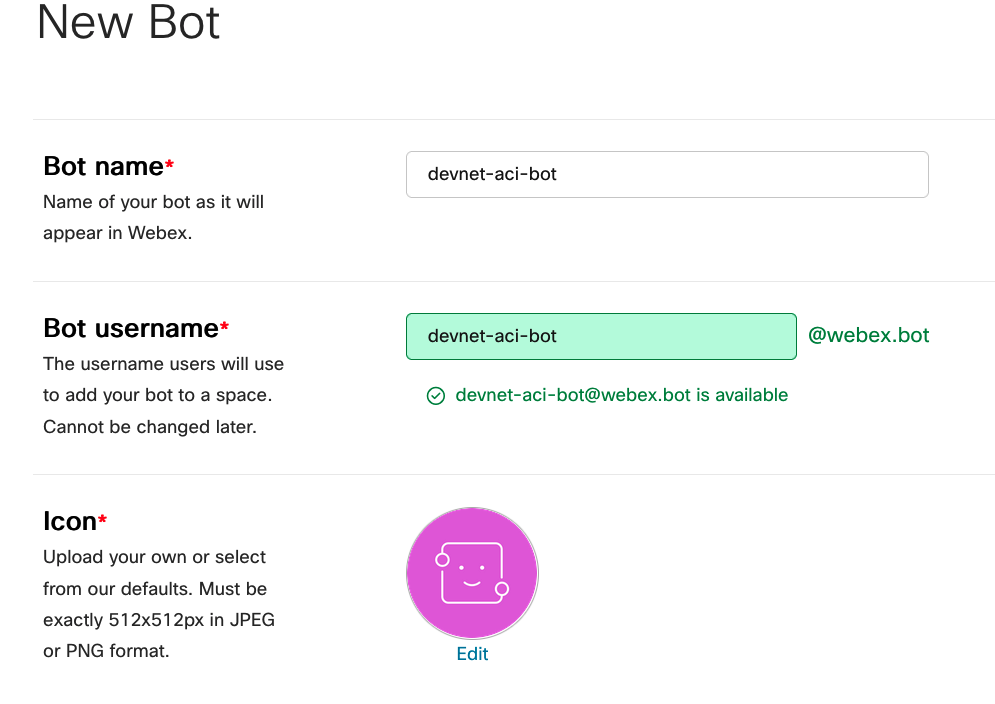 New Bot
Bot name*
Name of your bot as it will
appear in Webex.
devnet-aci-bot
Bot username*
The username users will use
to add your bot to a space.
Cannot be changed later.
devnet-aci-bot
@webex.bot
devnet-aci-bot@webex.bot is available
Icon*
Upload your own or select
from our defaults. Must be
exactly 512x512px in JPEG
or PNG format.
Edit